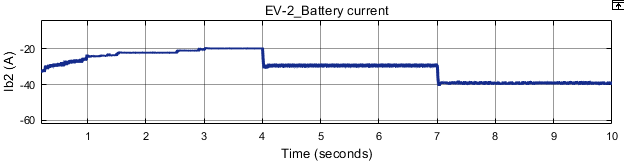 EV-2_Battery current
Ib2 (A)
-20
-40
-60
1 2 3 4 5 6 7 8 9 10
Time (seconds)